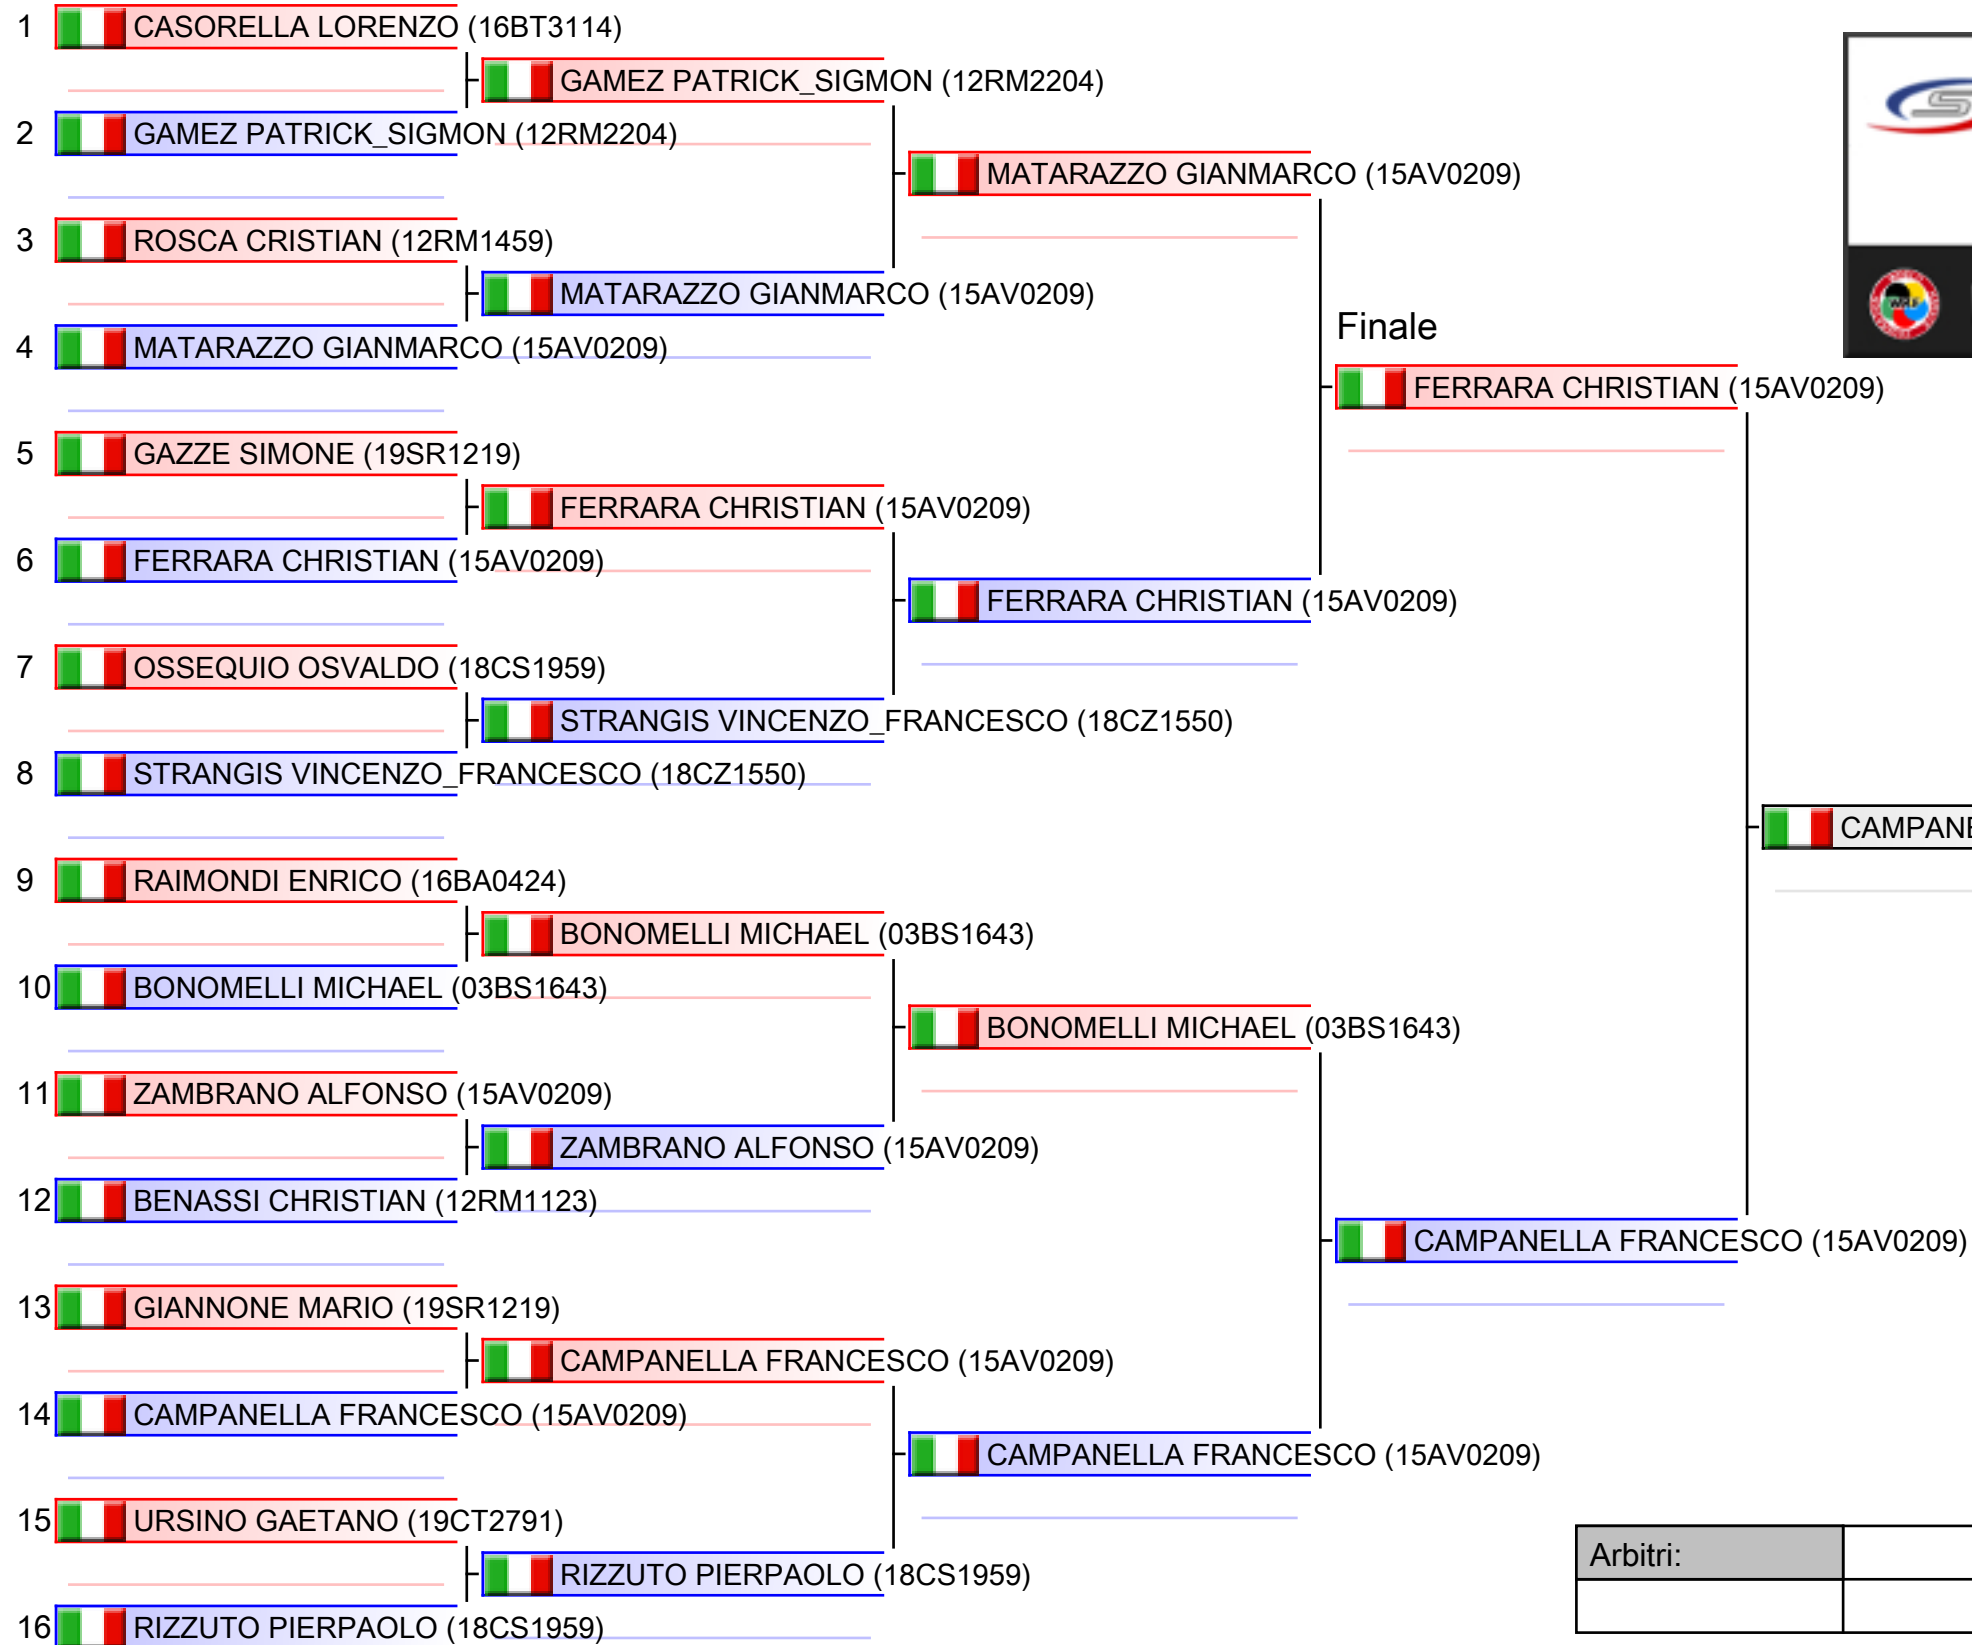 1 CASORELLA LORENZO (16BT3114)
GAMEZ PATRICK_SIGMON (12RM2204)
2 GAMEZ PATRICK_SIGMON (12RM2204)
MATARAZZO GIANMARCO (15AV0209)
3 ROSCA CRISTIAN (12RM1459)
MATARAZZO GIANMARCO (15AV0209)
Finale
4 MATARAZZO GIANMARCO (15AV0209)
FERRARA CHRISTIAN (15AV0209)
5 GAZZE SIMONE (19SR1219)
FERRARA CHRISTIAN (15AV0209)
6 FERRARA CHRISTIAN (15AV0209)
FERRARA CHRISTIAN (15AV0209)
7 OSSEQUIO OSVALDO (18CS1959)
STRANGIS VINCENZO_FRANCESCO (18CZ1550)
8 STRANGIS VINCENZO_FRANCESCO (18CZ1550)
9 RAIMONDI ENRICO (16BA0424)
BONOMELLI MICHAEL (03BS1643)
10 BONOMELLI MICHAEL (03BS1643)
BONOMELLI MICHAEL (03BS1643)
11 ZAMBRANO ALFONSO (15AV0209)
ZAMBRANO ALFONSO (15AV0209)
12 BENASSI CHRISTIAN (12RM1123)
CAMPANELLA FRANCESCO (15AV0209)
13 GIANNONE MARIO (19SR1219)
CAMPANELLA FRANCESCO (15AV0209)
14 CAMPANELLA FRANCESCO (15AV0209)
CAMPANELLA FRANCESCO (15AV0209)
15 URSINO GAETANO (19CT2791)
Arbitri:
RIZZUTO PIERPAOLO (18CS1959)
16 RIZZUTO PIERPAOLO (18CS1959)